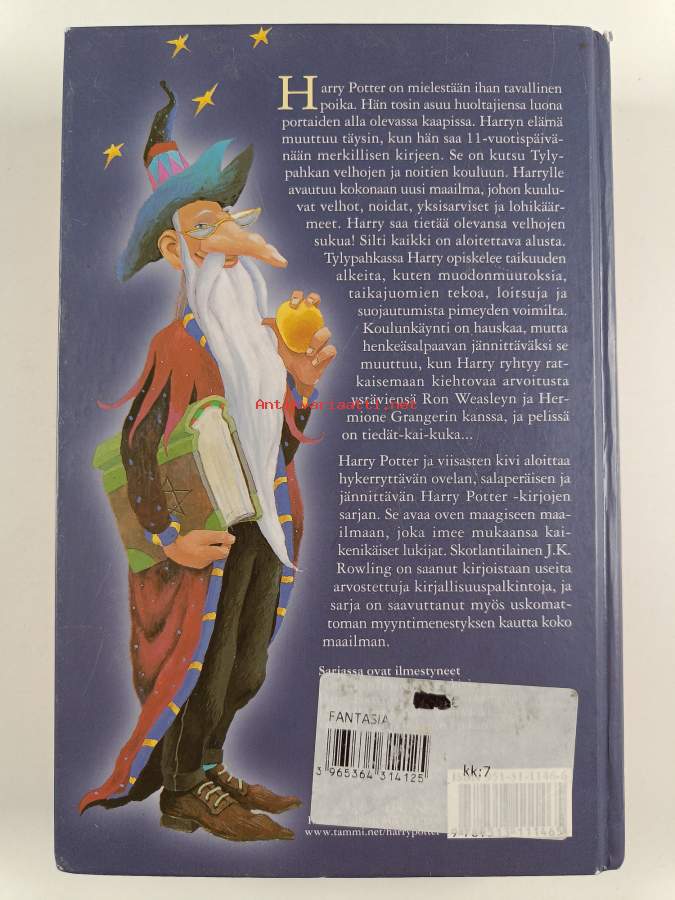 Harry Potter on mielestään ihan tavallinen
poika. Hän tosin asuu huoltajiensa luona
portaiden alla olevassa kaapissa. Harryn elämä
muuttuu täysin, kun hän saa 11-vuotispäivä-
nään merkillisen kirjeen. Se on kutsu Tyly-
pahkan velhojen ja noitien kouluun. Harrylle
avautuu kokonaan uusi maailma, johon kuulu-
vat velhot, noidat, yksisarviset ja lohikäär-
meet. Harry saa tietää olevansa velhojen
sukua! Silti kaikki on aloitettava alusta.
Tylypahkassa Harry opiskelee taikuuden
alkeita, kuten muodonmuutoksia,
taikajuomien tekoa, loitsuja ja
suojautumista pimeyden voimilta.
Koulunkäynti on hauskaa, mutta
henkeäsalpaavan jännittäväksi se
muuttuu, kun Harry ryhtyy rat-
kaisemaan kiehtovaa arvoitusta
ystäviensä Ron Weasleyn ja Her-
Antikvariaatti.net
mione Grangerin kanssa, ja pelissä
on tiedät-kai-kuka...
Harry Potter ja viisasten kivi aloittaa
hykerryttävän ovelan, salaperäisen ja
jännittävän Harry Potter -kirjojen
sarjan. Se avaa oven maagiseen maa-
ilmaan, joka imee mukaansa kai-
kenikäiset lukijat. Skotlantilainen J.K.
Rowling on saanut kirjoistaan useita
arvostettuja kirjallisuuspalkintoja, ja
sarja on saavuttanut myös uskomat-
toman myyntimenestyksen kautta koko
maailman.
Sarjassa ovat ilmestyneet
FANTASIA
3 965364 314125
kk:7
www.tammi.net/harrypotter